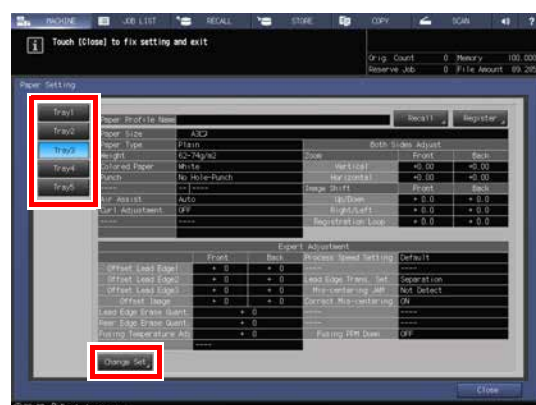 MACHINE JOB LIST RECALL STORE COPY SCAN ?
Touch [Close] to fix setting and exit
Orig. Count 0 Memory 100.000
Reserve Job 0 File Amount 89.285
Paper Setting
Tray1
Tray2
Tray3
Tray4
Tray5
Paper Profile Name Recall Register
Paper Size
Paper Type Plain Both Sides Adjust
Weight 62-74g/m2 Zoom Front Back
Colored Paper White Vertical +0.00 +0.00
Punch No Hole-Punch Horizontal +0.00 +0.00
---- -- ---- Image Shift Front Back
Air Assist Auto Up/Down + 0.0 + 0.0
Curl Adjustment OFF Right/Left + 0.0 + 0.0
---- ---- Registration Loop + 0.0 + 0.0
Expert Adjustment
Front Back Process Speed Setting Default
Offset Lead Edge1 + 0 + 0 ---- ----
Offset Lead Edge2 + 0 + 0 Lead Edge Trans. Set. Separation
Offset Lead Edge3 + 0 + 0 Mis-centering JAM Not Detect
Offset Image + 0 + 0 Correct Mis-centering ON
Lead Edge Erase Quant. + 0 ---- ----
Rear Edge Erase Quant. + 0 ---- ----
Fusing Temperature Adj + 0 Fusing PPM Down OFF
----
Change Set
Close